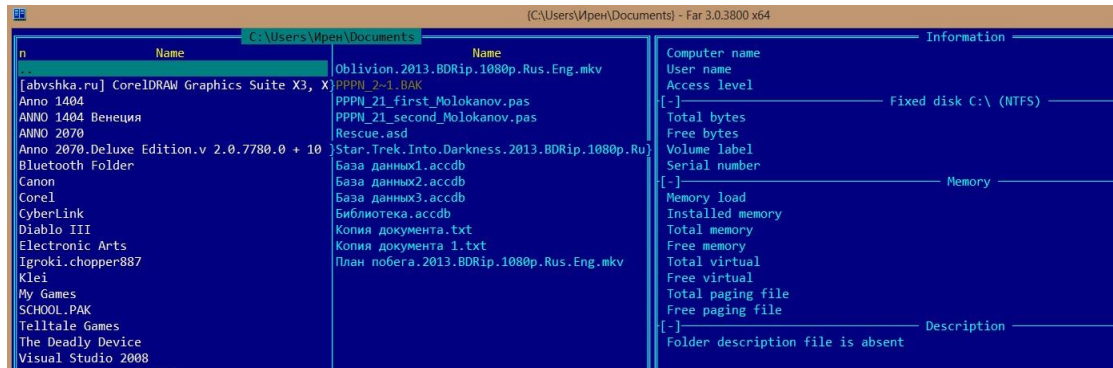 {C:\Users\Ирен\Documents} - Far 3.0.3800 x64
C:\Users\Ирен\Documents
n Name
..
[abvshka.ru] CorelDRAW Graphics Suite X3, X}
Anno 1404
ANNO 1404 Венеция
ANNO 2070
Anno 2070.Deluxe Edition.v 2.0.7780.0 + 10 }
Bluetooth Folder
Canon
Corel
CyberLink
Diablo III
Electronic Arts
Igroki.chopper887
Klei
My Games
SCHOOL.PAK
Telltale Games
The Deadly Device
Visual Studio 2008
Name
Oblivion.2013.BDRip.1080p.Rus.Eng.mkv
PPPN_2~1.BAK
PPPN_21_first_Molokanov.pas
PPPN_21_second_Molokanov.pas
Rescue.asd
Star.Trek.Into.Darkness.2013.BDRip.1080p.Ru}
База данных1.accdb
База данных2.accdb
База данных3.accdb
Библиотека.accdb
Копия документа.txt
Копия документа 1.txt
План побега.2013.BDRip.1080p.Rus.Eng.mkv
Information
Computer name
User name
Access level
[-] Fixed disk C:\ (NTFS)
Total bytes
Free bytes
Volume label
Serial number
[-] Memory
Memory load
Installed memory
Total memory
Free memory
Total virtual
Free virtual
Total paging file
Free paging file
[-] Description
Folder description file is absent